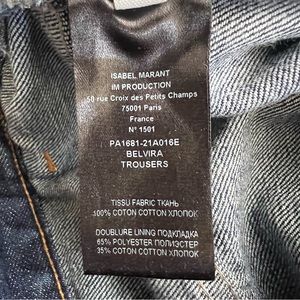 ISABEL MARANT
IM PRODUCTION
50 rue Croix des Petits Champs
75001 Paris
France
N° 1501
PA1681-21A016E
BELVIRA
TROUSERS
TISSU FABRIC ТКАНЬ
100% COTON COTTON ХЛОПОК
DOUBLURE LINING ПОДКЛАДКА
65% POLYESTER ПОЛИЭСТЕР
35% COTON COTTON ХЛОПОК